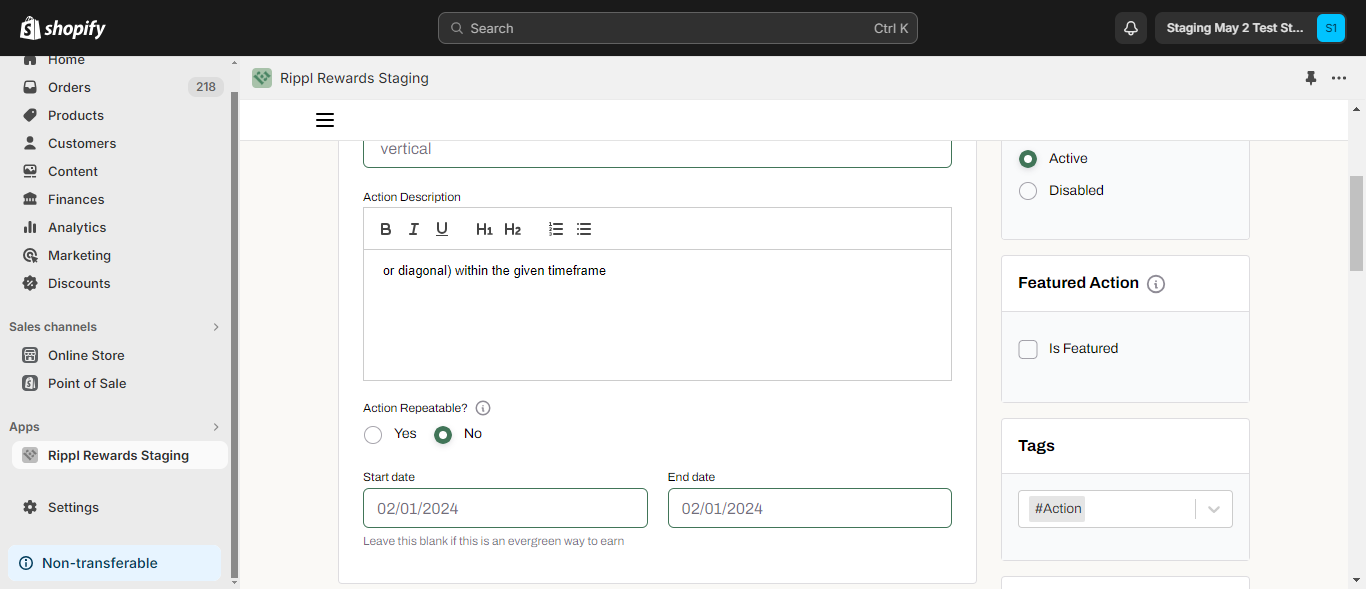 shopify
Search
Ctrl K
Staging May 2 Test St...
S1
Home
Orders
218
Products
Customers
Content
Finances
Analytics
Marketing
Discounts
Sales channels
Online Store
Point of Sale
Apps
Rippl Rewards Staging
Settings
Non-transferable
Rippl Rewards Staging
vertical
Action Description
B I U H1 H2
or diagonal) within the given timeframe
Action Repeatable?
Yes
No
Start date
End date
02/01/2024
02/01/2024
Leave this blank if this is an evergreen way to earn
Active
Disabled
Featured Action
Is Featured
Tags
#Action